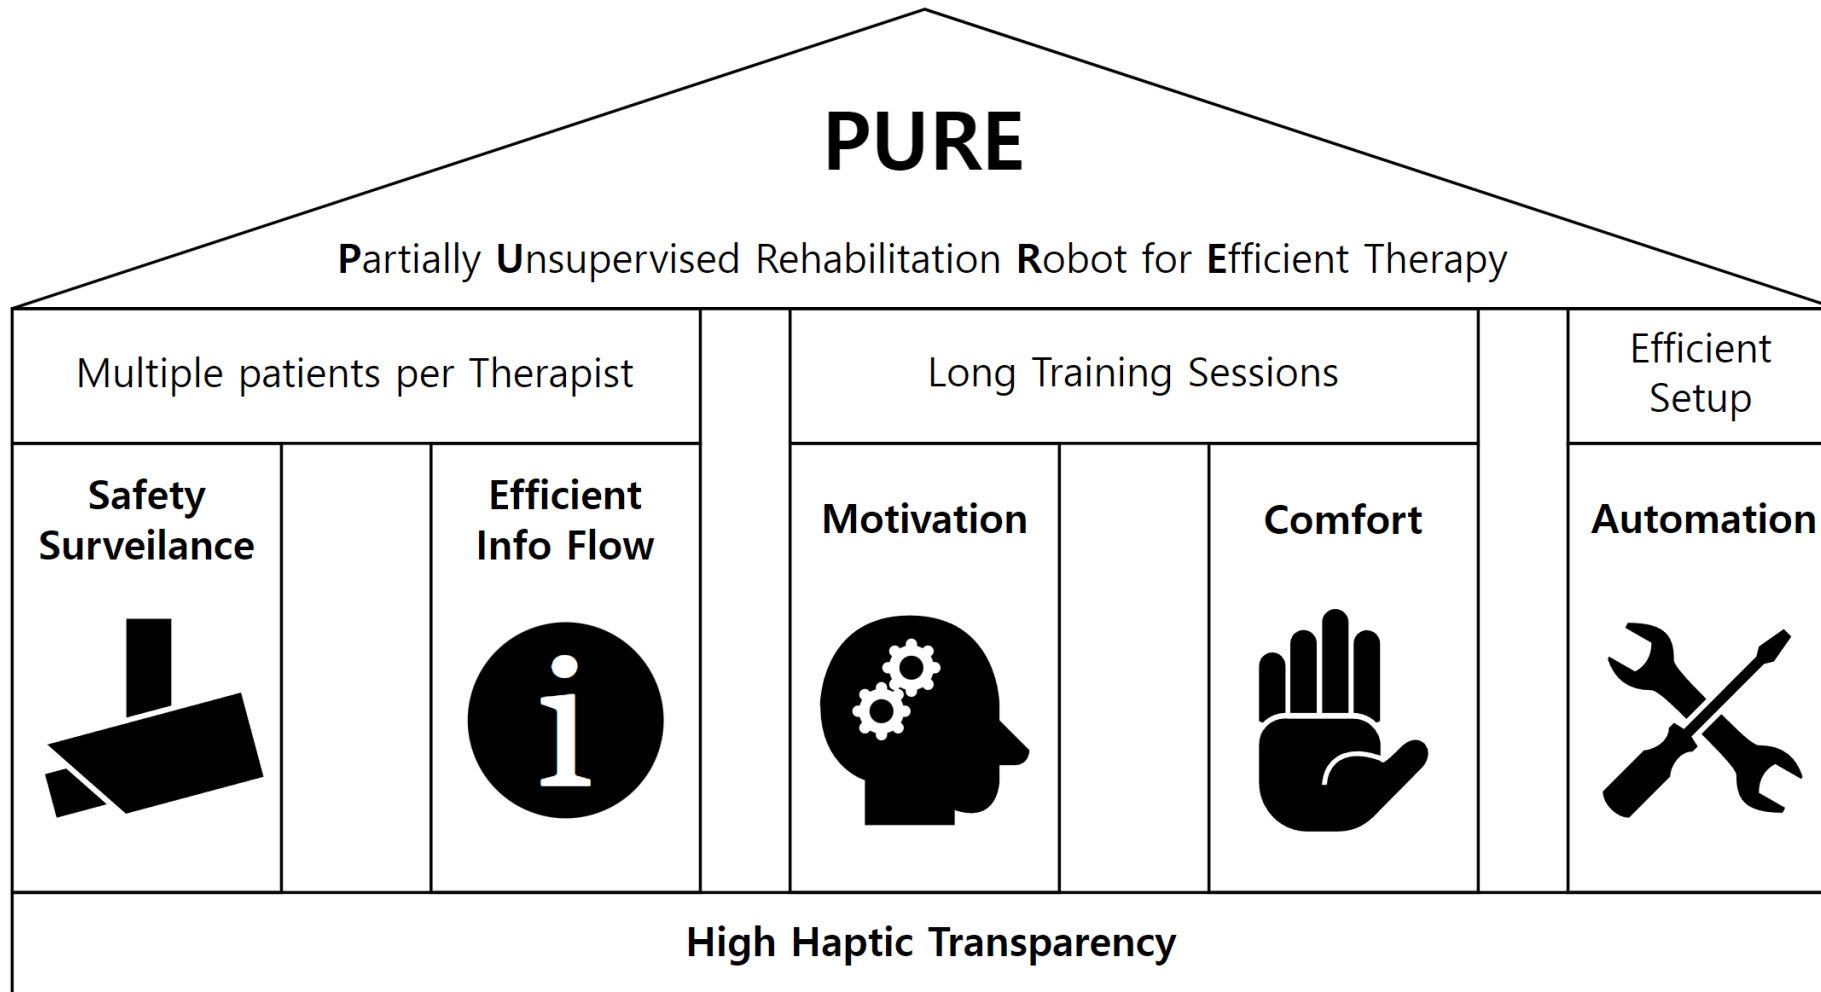 PURE
Partially Unsupervised Rehabilitation Robot for Efficient Therapy
Multiple patients per Therapist
Long Training Sessions
Efficient
Setup
Safety
Surveilance
Efficient
Info Flow
Motivation
Comfort
Automation
i
High Haptic Transparency